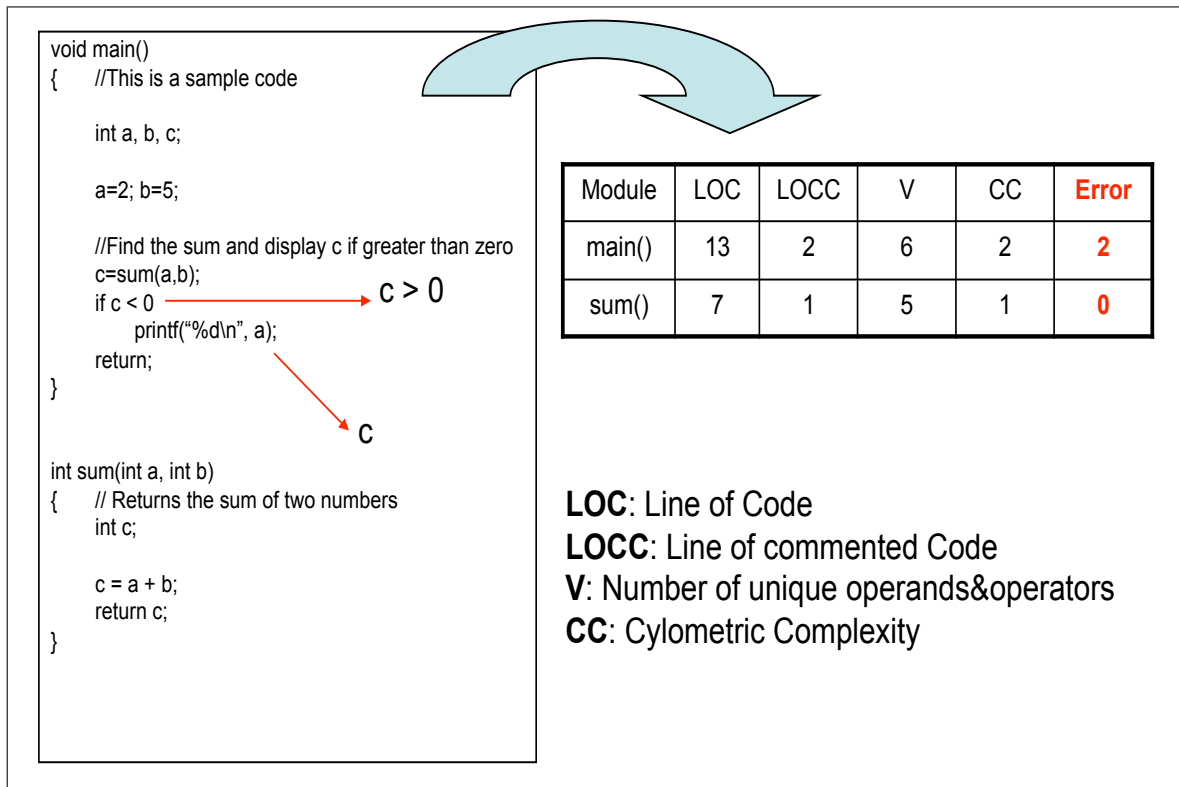 void main()
{ //This is a sample code
int a, b, c;
a=2; b=5;
//Find the sum and display c if greater than zero
c=sum(a,b);
if c < 0
c > 0
printf(“%d\n”, a);
return;
}
c
int sum(int a, int b)
{ // Returns the sum of two numbers
int c;
c = a + b;
return c;
}
Module LOC LOCC V CC Error
main() 13 2 6 2 2
sum() 7 1 5 1 0
LOC: Line of Code
LOCC: Line of commented Code
V: Number of unique operands&operators
CC: Cylometric Complexity